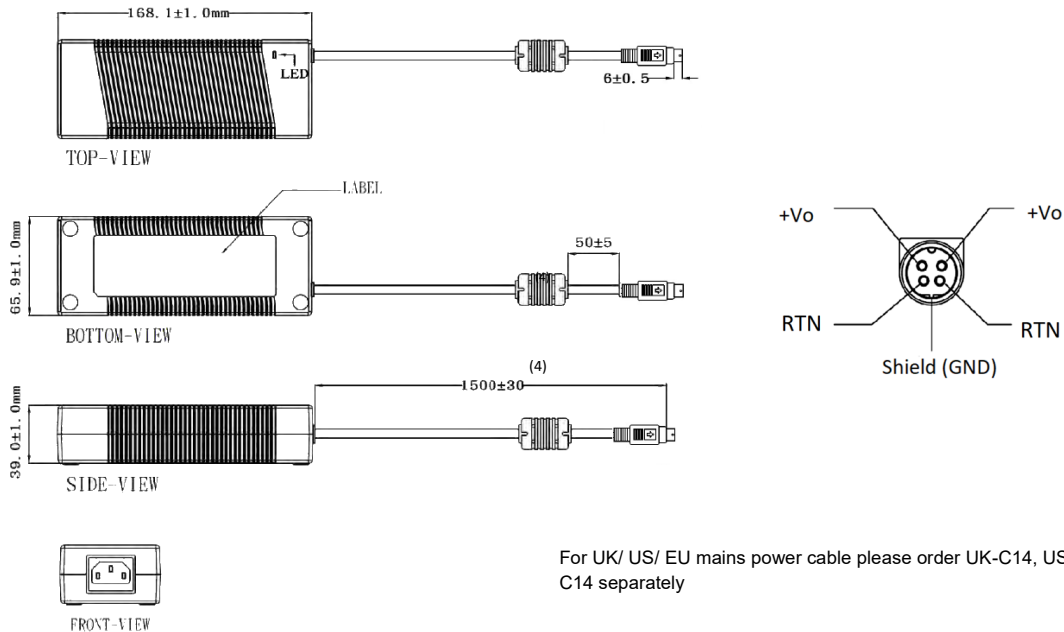 168.1±1.0mm
LED
6±0.5
TOP-VIEW
LABEL
65.9±1.0mm
50±5
BOTTOM-VIEW
+Vo
+Vo
RTN
RTN
Shield (GND)
(4)
1500±30
39.0±1.0mm
SIDE-VIEW
For UK/ US/ EU mains power cable please order UK-C14, US
C14 separately
FRONT-VIEW